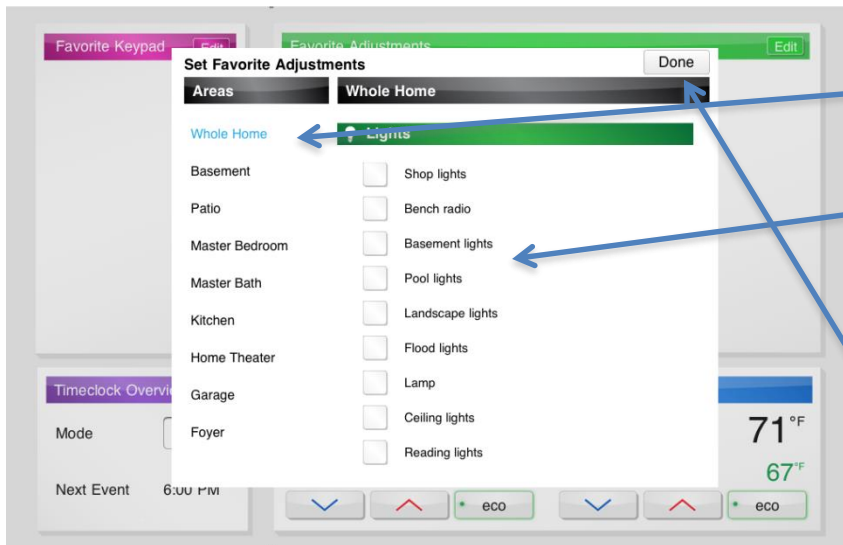 Favorite Keypad Edit Favorite Adjustments Edit
Set Favorite Adjustments Done
Areas Whole Home
Whole Home
Basement
Patio
Master Bedroom
Master Bath
Kitchen
Home Theater
Garage
Foyer
Lights
Shop lights
Bench radio
Basement lights
Pool lights
Landscape lights
Flood lights
Lamp
Ceiling lights
Reading lights
Timeclock
Mode
Next Event 6:00 PM
71°F
67°F
eco eco